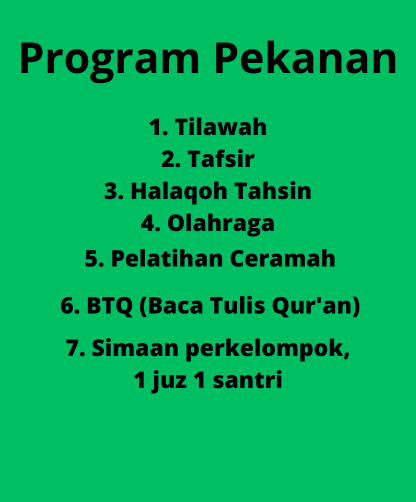 Program Pekanan
1. Tilawah
2. Tafsir
3. Halaqoh Tahsin
4. Olahraga
5. Pelatihan Ceramah
6. BTQ (Baca Tulis Qur'an)
7. Simaan perkelompok,
1 juz 1 santri